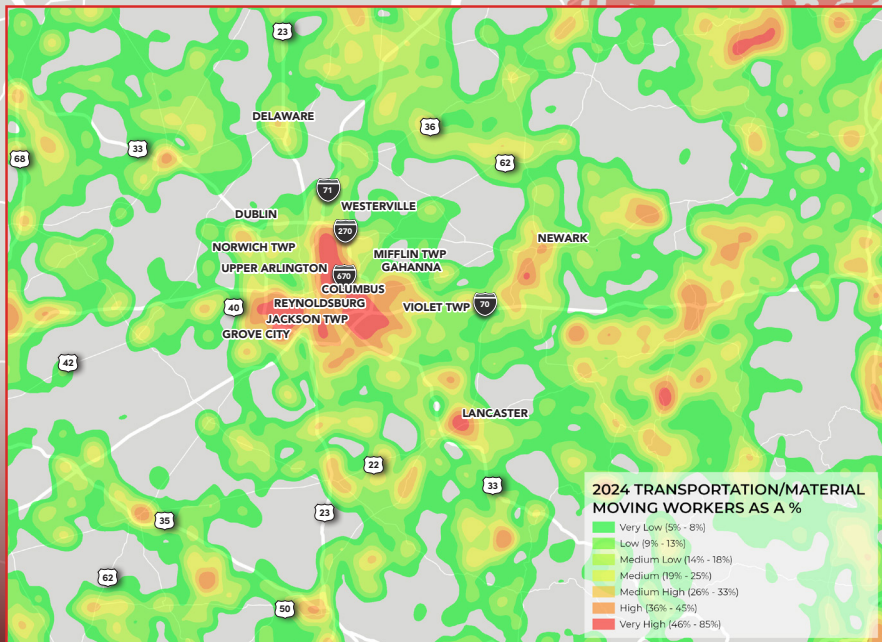 23
DELAWARE
36
33
68
62
71
WESTERVILLE
DUBLIN
270
NEWARK
NORWICH TWP
MIFFLIN TWP
UPPER ARLINGTON
GAHANNA
670
COLUMBUS
REYNOLDSBURG
40
VIOLET TWP
70
JACKSON TWP
GROVE CITY
42
LANCASTER
22
33
2024 TRANSPORTATION/MATERIAL
MOVING WORKERS AS A %
23
35
Very Low (5% - 8%)
Low (9% - 13%)
Medium Low (14% - 18%)
62
Medium (19% - 25%)
Medium High (26% - 33%)
50
High (36% - 45%)
Very High (46% - 85%)